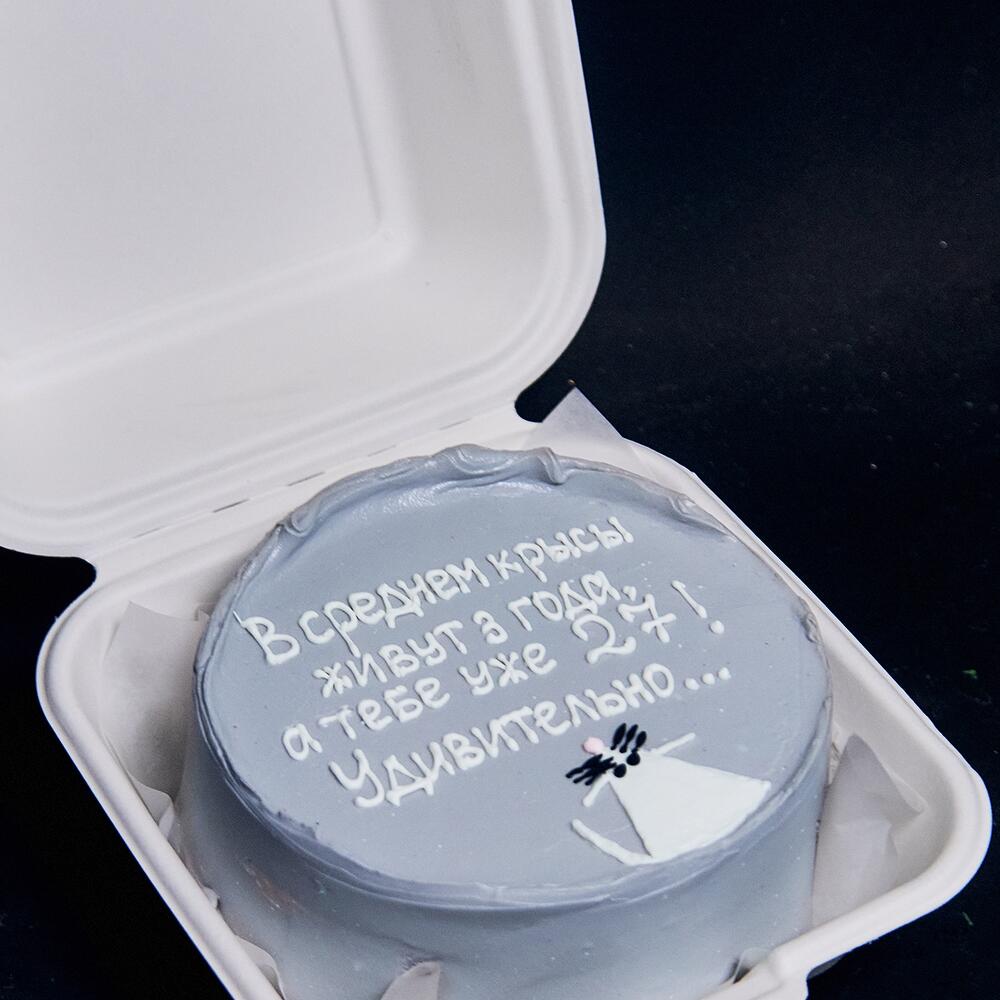 В среднем крысы
живут 3 года,
а тебе уже 27!
Удивительно...